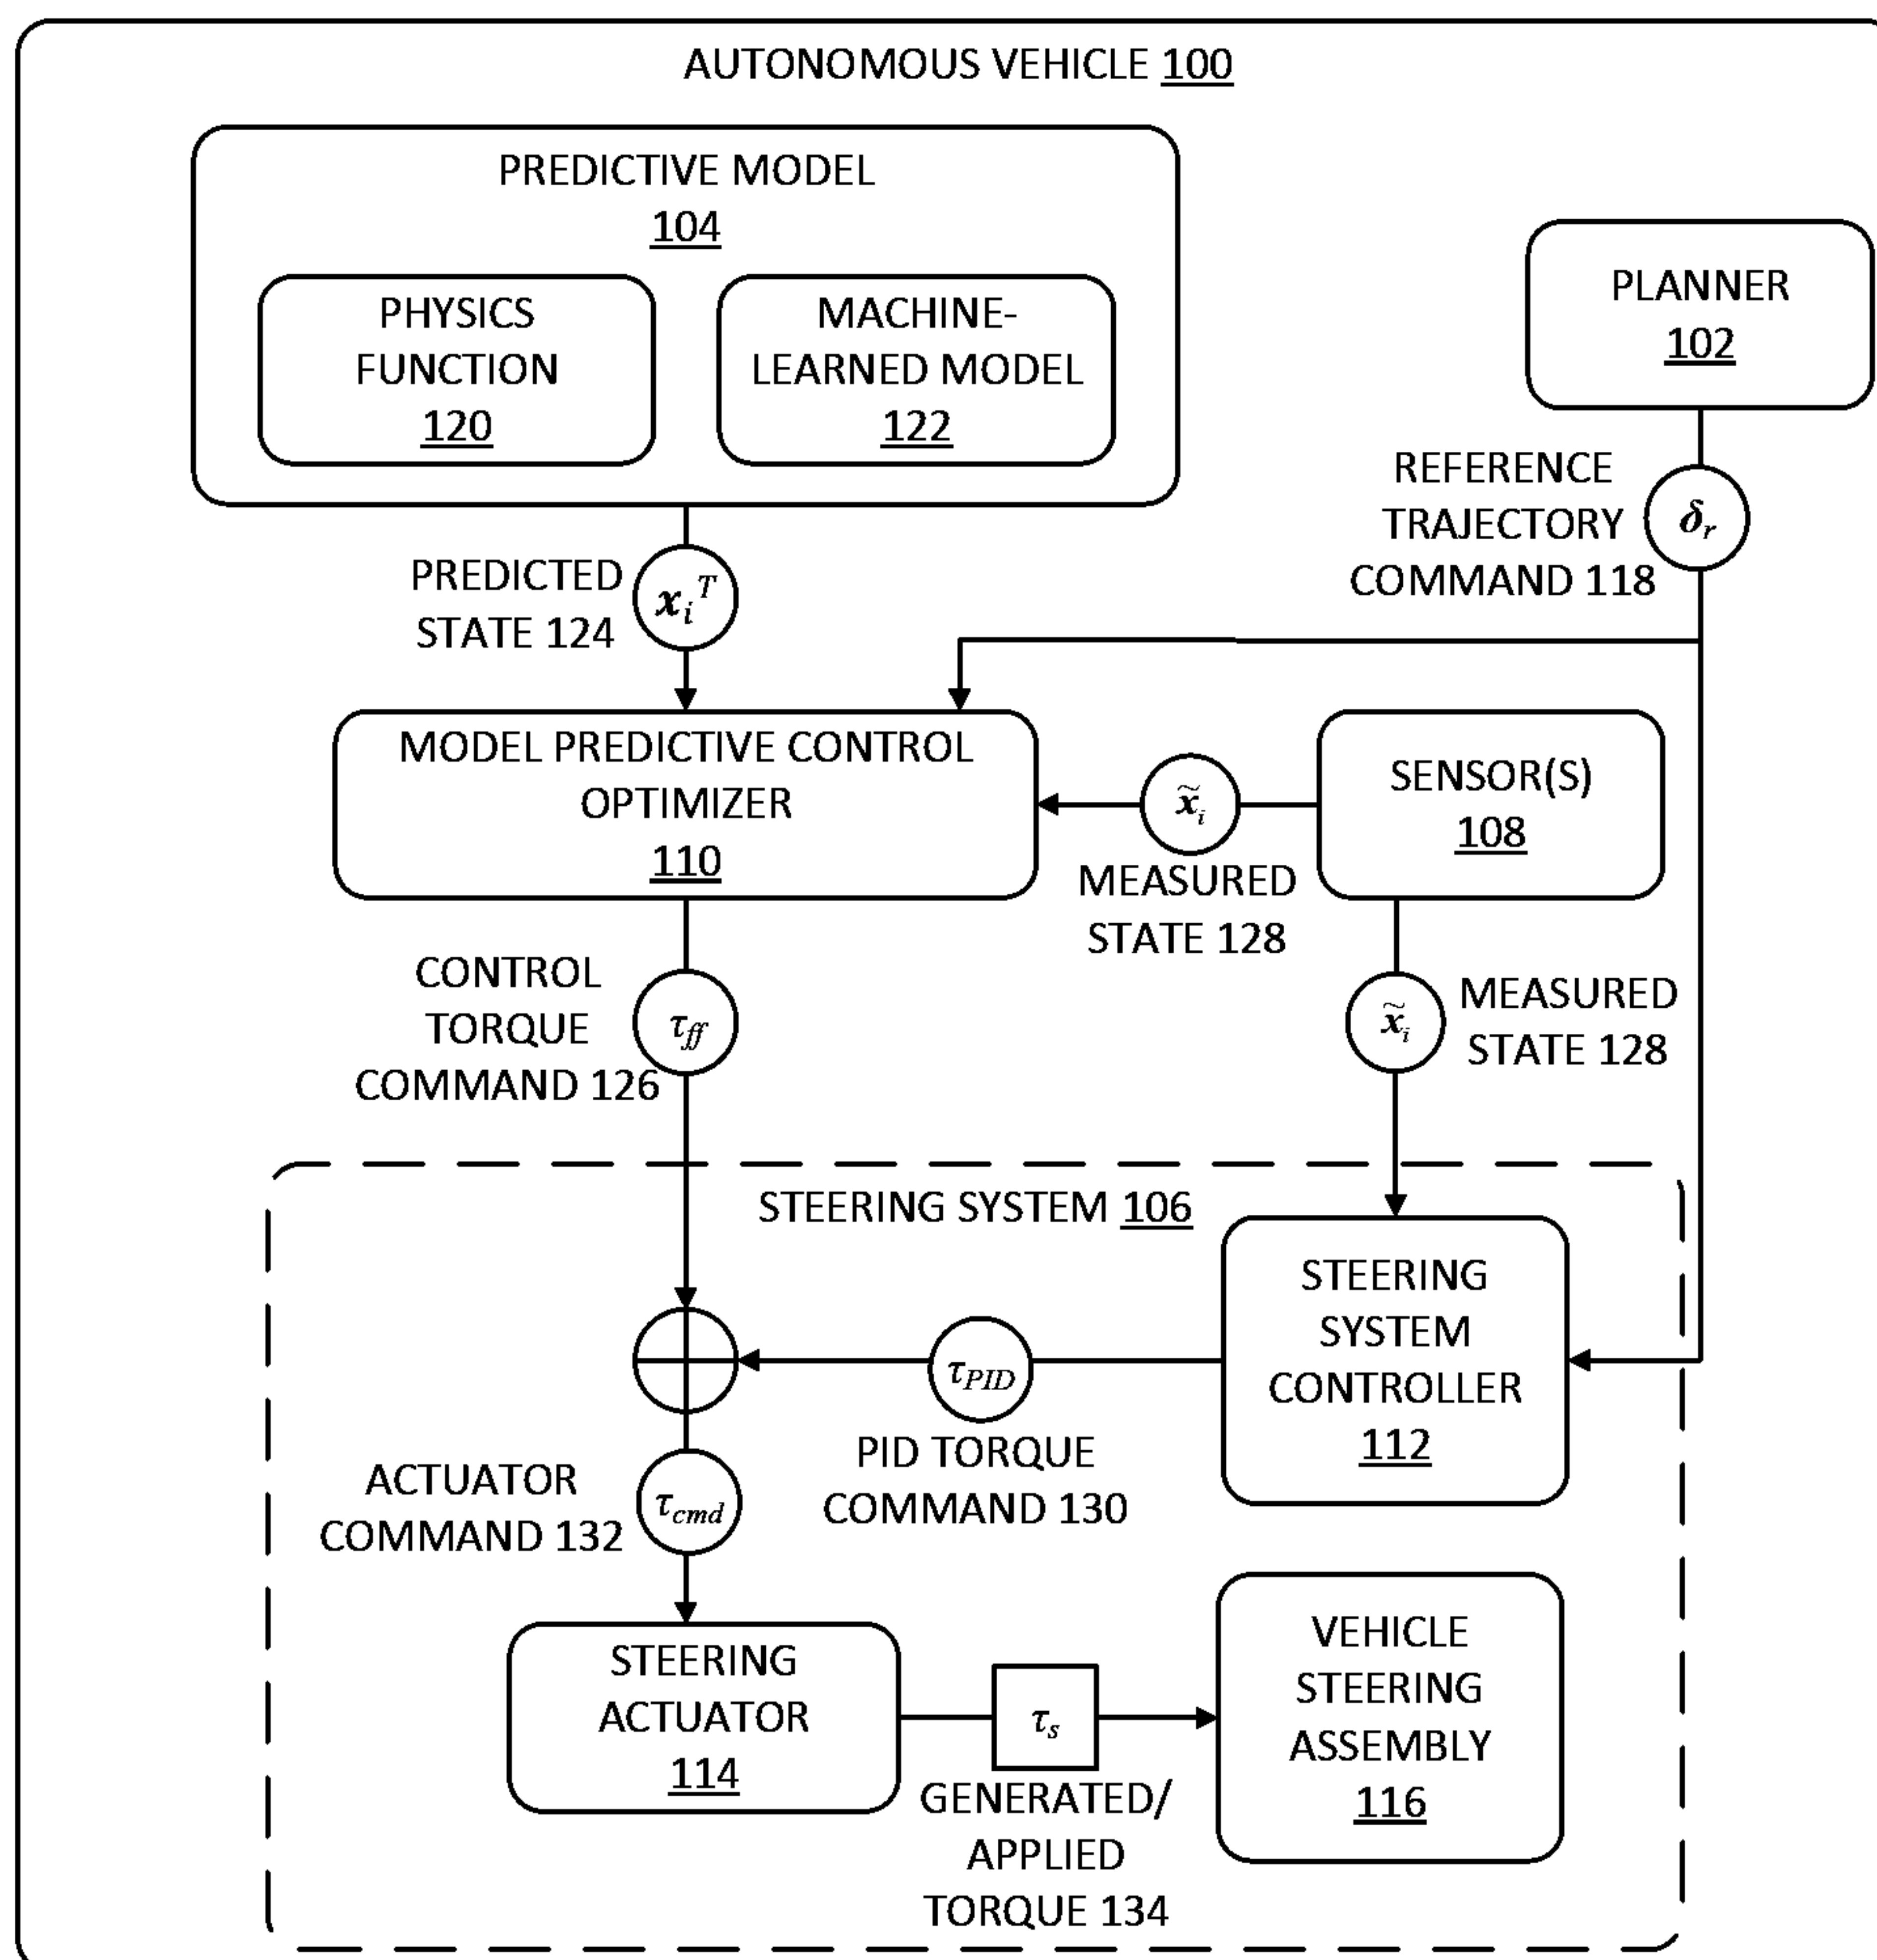 AUTONOMOUS VEHICLE 100
PREDICTIVE MODEL
104
PHYSICS
FUNCTION
120
MACHINE-
LEARNED MODEL
122
PLANNER
102
REFERENCE
TRAJECTORY
COMMAND 118
δr
PREDICTED
STATE 124
xiT
MODEL PREDICTIVE CONTROL
OPTIMIZER
110
x̃i
MEASURED
STATE 128
SENSOR(S)
108
CONTROL
TORQUE
COMMAND 126
τff
x̃i
MEASURED
STATE 128
STEERING SYSTEM 106
STEERING
SYSTEM
CONTROLLER
112
τPID
PID TORQUE
COMMAND 130
ACTUATOR
COMMAND 132
τcmd
STEERING
ACTUATOR
114
τs
GENERATED/
APPLIED
TORQUE 134
VEHICLE
STEERING
ASSEMBLY
116